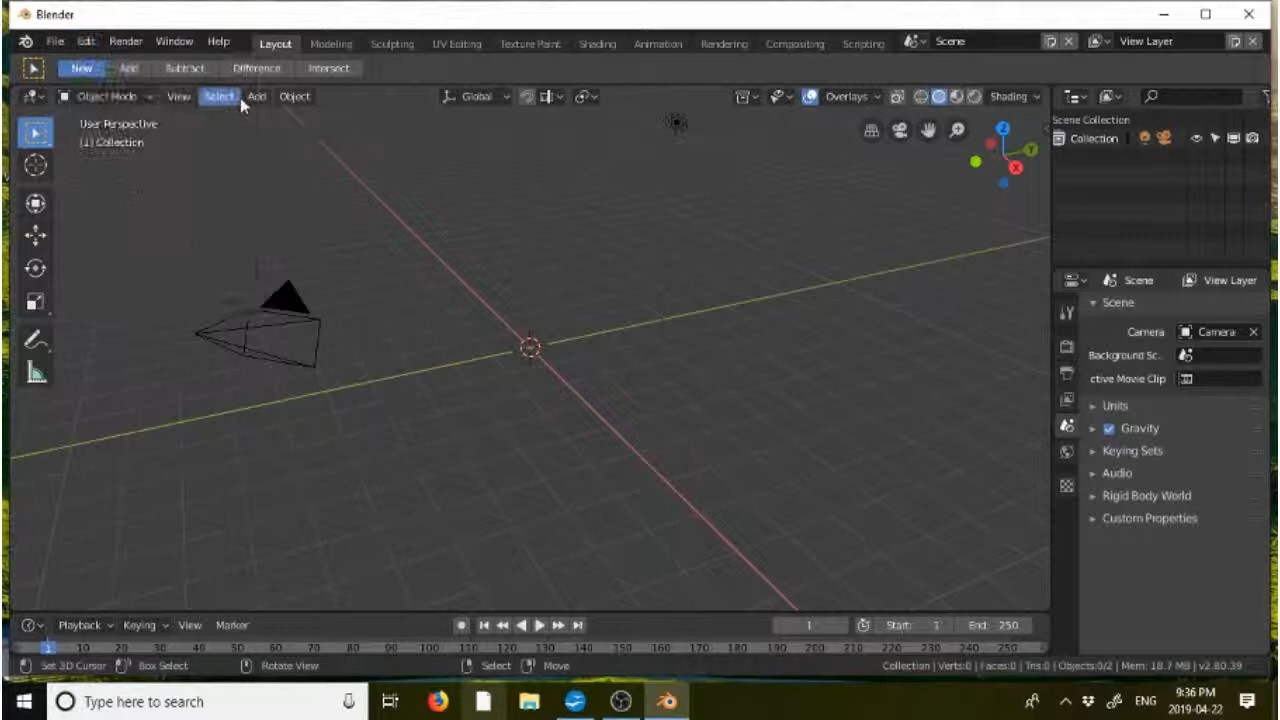 Blender
File Edit Render Window Help Layout Modeling Sculpting UV Editing Texture Paint Shading Animation Rendering Compositing Scripting Scene View Layer
New Add Subtract Difference Intersect
Object Mode View Select Add Object Global Overlays Shading
User Perspective
(1) Collection
Z
Y
X
Scene Collection
Collection
Scene View Layer
Scene
Camera Camera
Background Sc..
ctive Movie Clip
Units
Gravity
Keying Sets
Audio
Rigid Body World
Custom Properties
Playback Keying View Marker 1 Start: 1 End: 250
1 10 20 30 40 50 60 70 80 90 100 110 120 130 140 150 160 170 180 190 200 210 220 230 240 250
Set 3D Cursor Box Select Rotate View Select Move Collection | Verts:0 | Faces:0 | Tris:0 | Objects:0/2 | Mem: 18.7 MB | v2.80.39
Type here to search ENG 9:36 PM
2019-04-22